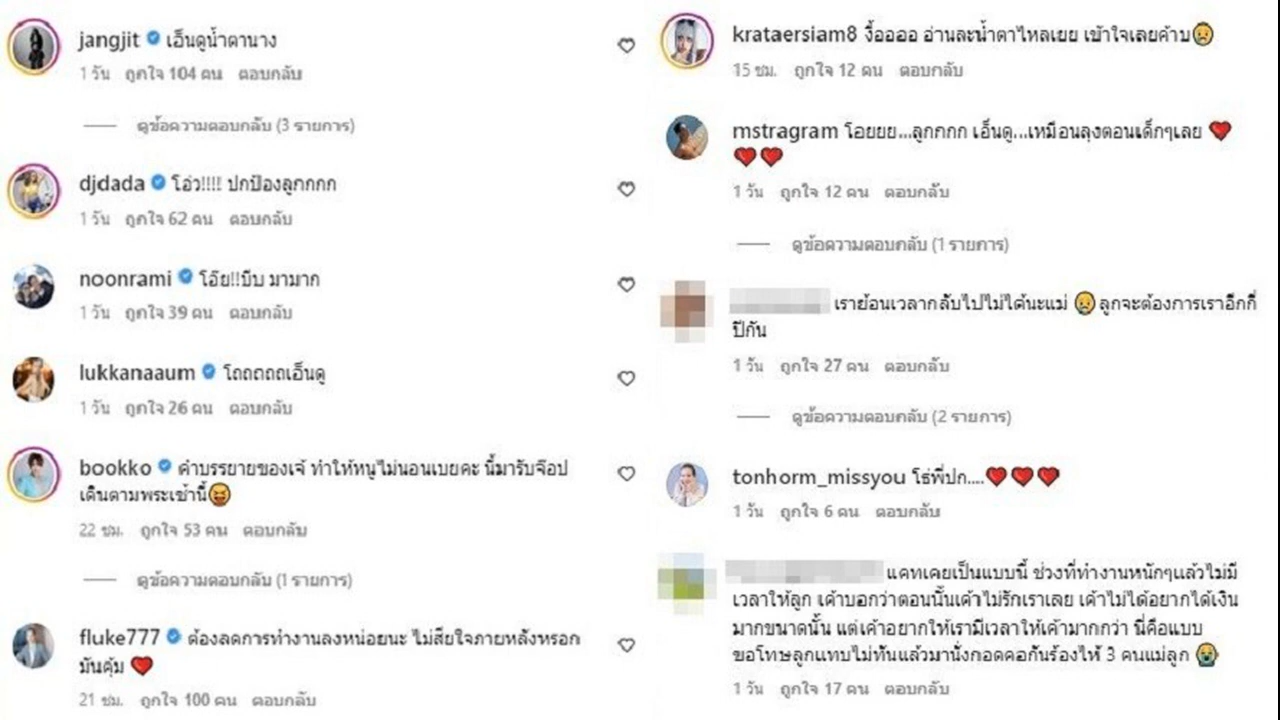 jangjit เอ็นดูน้ำตานาง
1 วัน ถูกใจ 104 คน ตอบกลับ
ดูข้อความตอบกลับ (3 รายการ)
djdada โอ๋ว!!!! ปกป้องลูกกกก
1 วัน ถูกใจ 62 คน ตอบกลับ
noonrami โอ๊ย!!บีบ มามาก
1 วัน ถูกใจ 39 คน ตอบกลับ
lukkanaaum โถถถถถเอ็นดู
1 วัน ถูกใจ 26 คน ตอบกลับ
bookko คำบรรยายของเจ้ ทำให้หนูไม่นอนเบยคะ นี้มารับจ๊อป
เดินตามพระเช้านี้😆
22 ชม. ถูกใจ 53 คน ตอบกลับ
ดูข้อความตอบกลับ (1 รายการ)
fluke777 ต้องลดการทำงานลงหน่อยนะ ไม่สียใจภายหลังหรอก
มันคุ้ม ❤️
21 ชม. ถูกใจ 100 คน ตอบกลับ
krataersiam8 งื้ออออ อ่านละน้ำตาไหลเยย เข้าใจเลยค้าบ😢
15 ชม. ถูกใจ 12 คน ตอบกลับ
mstragram โอยยย...ลูกกกก เอ็นดู...เหมือนลุงตอนเด็กๆเลย ❤️
❤️❤️
1 วัน ถูกใจ 12 คน ตอบกลับ
ดูข้อความตอบกลับ (1 รายการ)
เราย้อนเวลากลับไปไม่ได้นะแม่ 😢ลูกจะต้องการเราอีกกี่
ปีกัน
1 วัน ถูกใจ 27 คน ตอบกลับ
ดูข้อความตอบกลับ (2 รายการ)
tonhorm_missyou โธ่พี่ปก....❤️❤️❤️
1 วัน ถูกใจ 6 คน ตอบกลับ
แคทเคยเป็นแบบนี้ ช่วงที่ทำงานหนักๆแล้วไม่มี
เวลาให้ลูก เค้าบอกว่าตอนนั้นเค้าไม่รักเราเลย เค้าไม่ได้อยากได้เงิน
มากขนาดนั้น แต่เค้าอยากให้เรามีเวลาให้เค้ามากกว่า นี่คือแบบ
ขอโทษลูกแทบไม่ทันแล้วมานั่งกอดคอกันร้องไห้ 3 คนแม่ลูก 😭
1 วัน ถูกใจ 17 คน ตอบกลับ